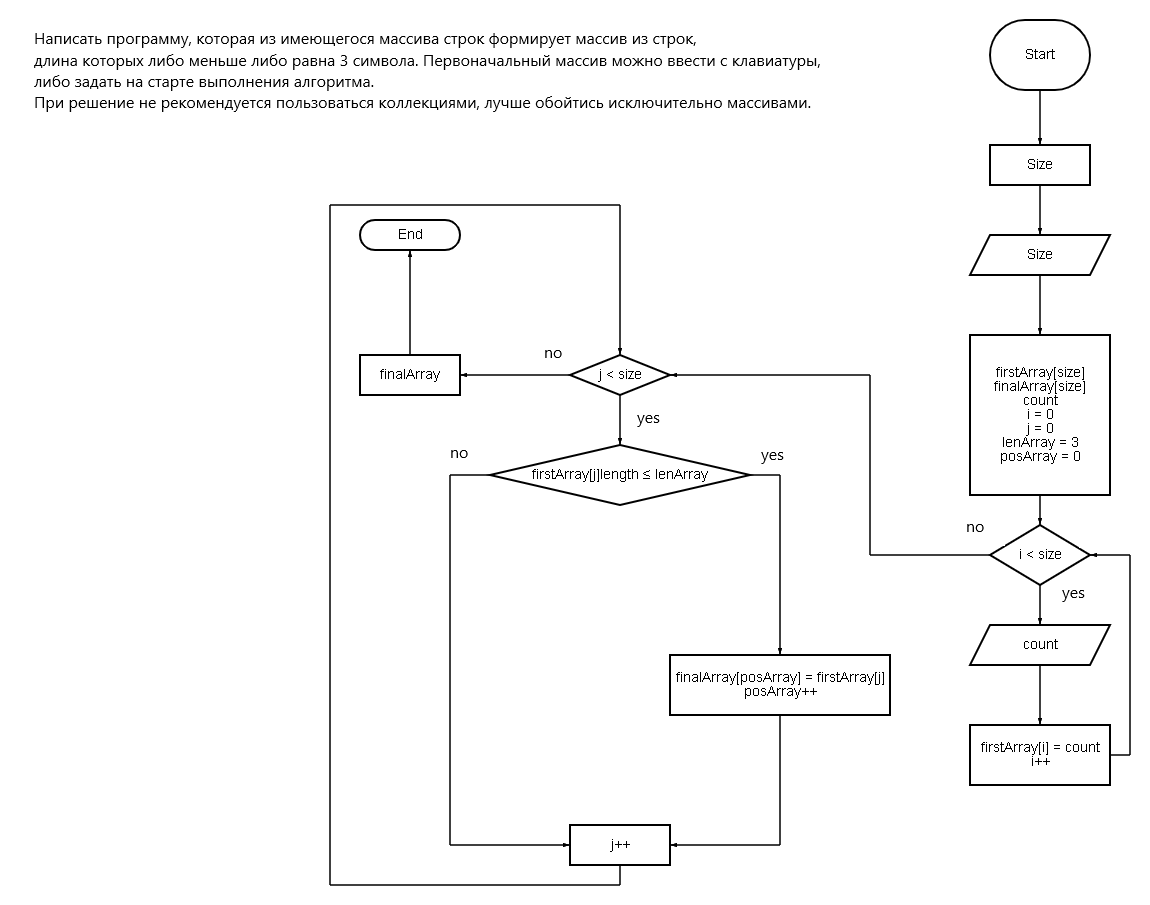 Написать программу, которая из имеющегося массива строк формирует массив из строк,
длина которых либо меньше либо равна 3 символа. Первоначальный массив можно ввести с клавиатуры,
либо задать на старте выполнения алгоритма.
При решение не рекомендуется пользоваться коллекциями, лучше обойтись исключительно массивами.
Start
Size
Size
firstArray[size]
finalArray[size]
count
i = 0
j = 0
lenArray = 3
posArray = 0
i < size
no
yes
count
firstArray[i] = count
i++
j < size
no
yes
finalArray
End
firstArray[j]length ≤ lenArray
no
yes
finalArray[posArray] = firstArray[j]
posArray++
j++